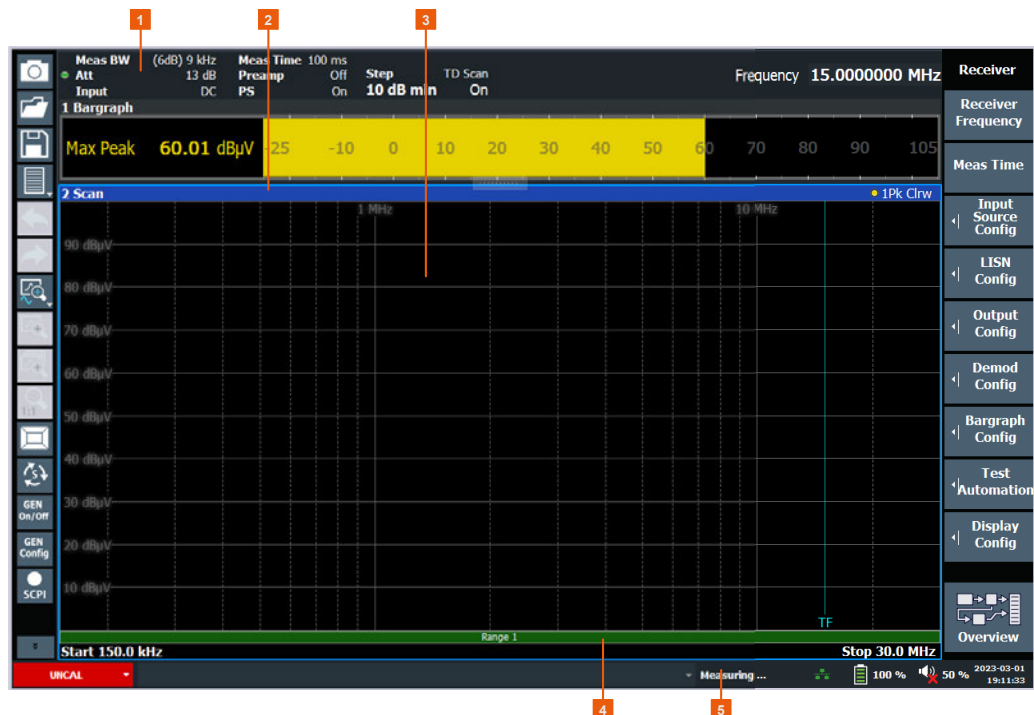 1 2 3
Meas BW (6dB) 9 kHz Meas Time 100 ms
Att 13 dB Preamp Off Step TD Scan
Input DC PS On 10 dB min On
Frequency 15.0000000 MHz
1 Bargraph
Max Peak 60.01 dBµV -25 -10 0 10 20 30 40 50 60 70 80 90 105
2 Scan 1Pk Clrw
1 MHz 10 MHz
90 dBµV
80 dBµV
70 dBµV
60 dBµV
50 dBµV
40 dBµV
30 dBµV
20 dBµV
10 dBµV
TF
Range 1
Start 150.0 kHz Stop 30.0 MHz
1:1
S
GEN
On/Off
GEN
Config
SCPI
Receiver
Receiver
Frequency
Meas Time
Input
Source
Config
LISN
Config
Output
Config
Demod
Config
Bargraph
Config
Test
Automation
Display
Config
Overview
UNCAL Measuring ... 100 % 50 % 2023-03-01
19:11:33
4 5